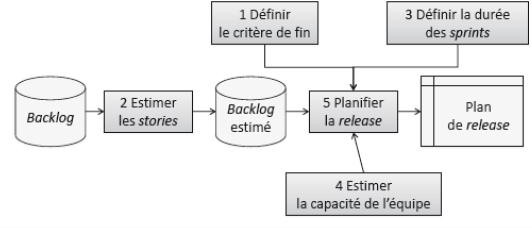 1 Définir
le critère de fin
3 Définir la durée
des sprints
Backlog
2 Estimer
les stories
Backlog
estimé
5 Planifier
la release
Plan
de release
4 Estimer
la capacité de l'équipe